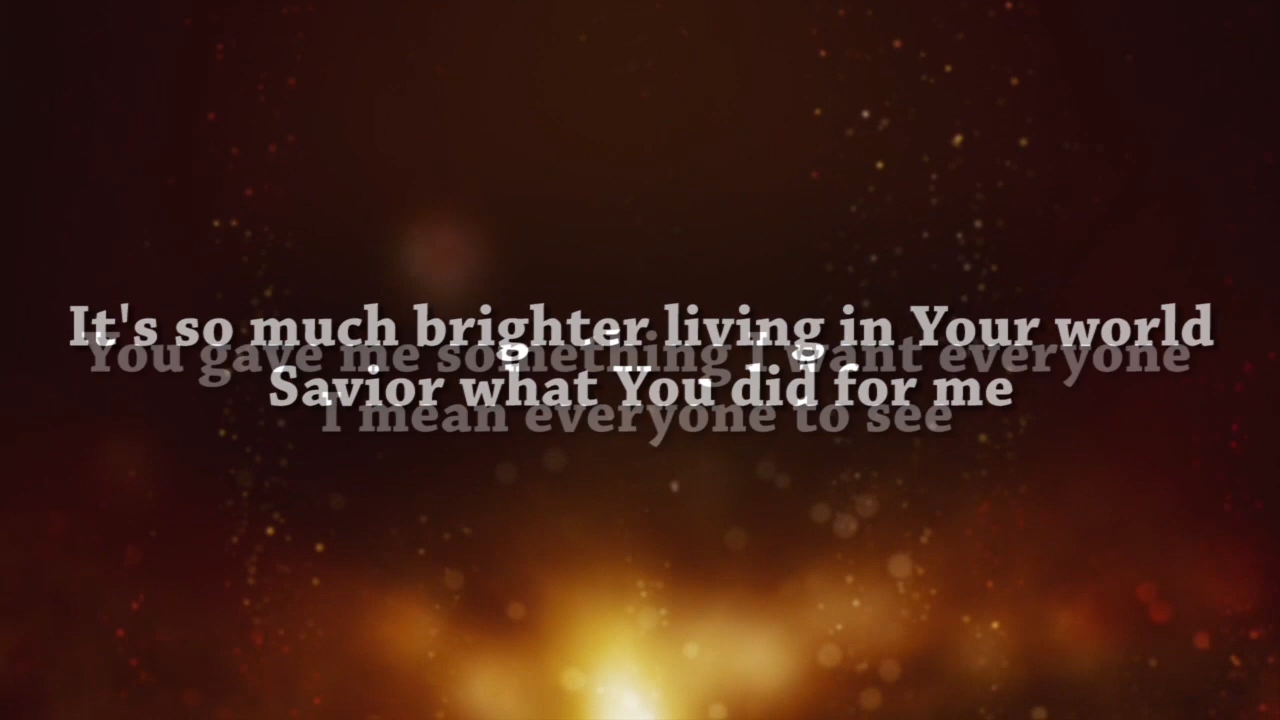 It's so much brighter living in Your world
You gave me something I want everyone
Savior what You did for me
I mean everyone to see